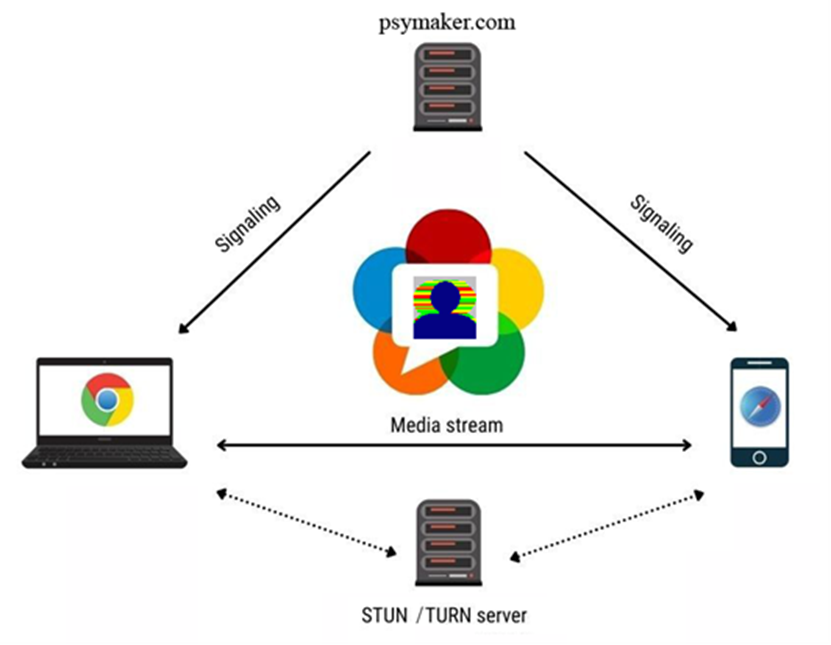 psymaker.com
Signaling
Signaling
Media stream
STUN /TURN server